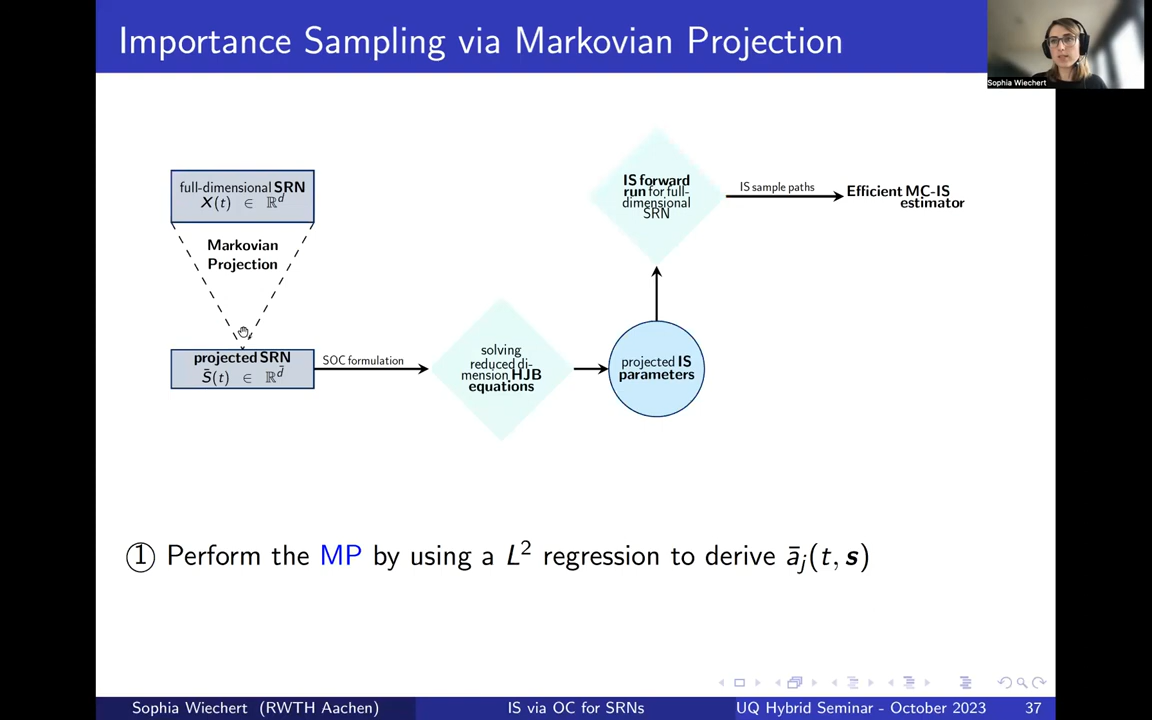 Importance Sampling via Markovian Projection
Sophia Wiechert
full-dimensional SRN
X(t) ∈ ℝ^d
Markovian
Projection
projected SRN
S̄(t) ∈ ℝ^d̄
SOC formulation
solving
reduced di-
mension HJB
equations
projected IS
parameters
IS forward
run for full-
dimensional
SRN
IS sample paths
Efficient MC-IS
estimator
① Perform the MP by using a L² regression to derive ā_j(t, s)
Sophia Wiechert (RWTH Aachen)
IS via OC for SRNs
UQ Hybrid Seminar - October 2023
37